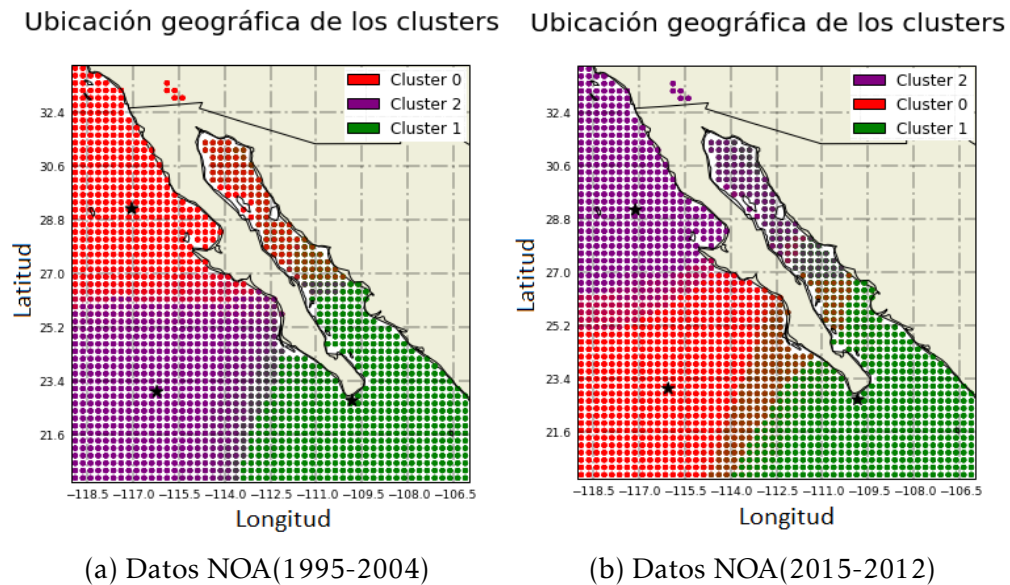 Ubicación geográfica de los clusters
Cluster 0
Cluster 2
Cluster 1
32.4
30.6
28.8
27.0
25.2
23.4
21.6
Latitud
−118.5 −117.0 −115.5 −114.0 −112.5 −111.0 −109.5 −108.0 −106.5
Longitud
(a) Datos NOA(1995-2004)
Ubicación geográfica de los clusters
Cluster 2
Cluster 0
Cluster 1
32.4
30.6
28.8
27.0
25.2
23.4
21.6
Latitud
−118.5 −117.0 −115.5 −114.0 −112.5 −111.0 −109.5 −108.0 −106.5
Longitud
(b) Datos NOA(2015-2012)